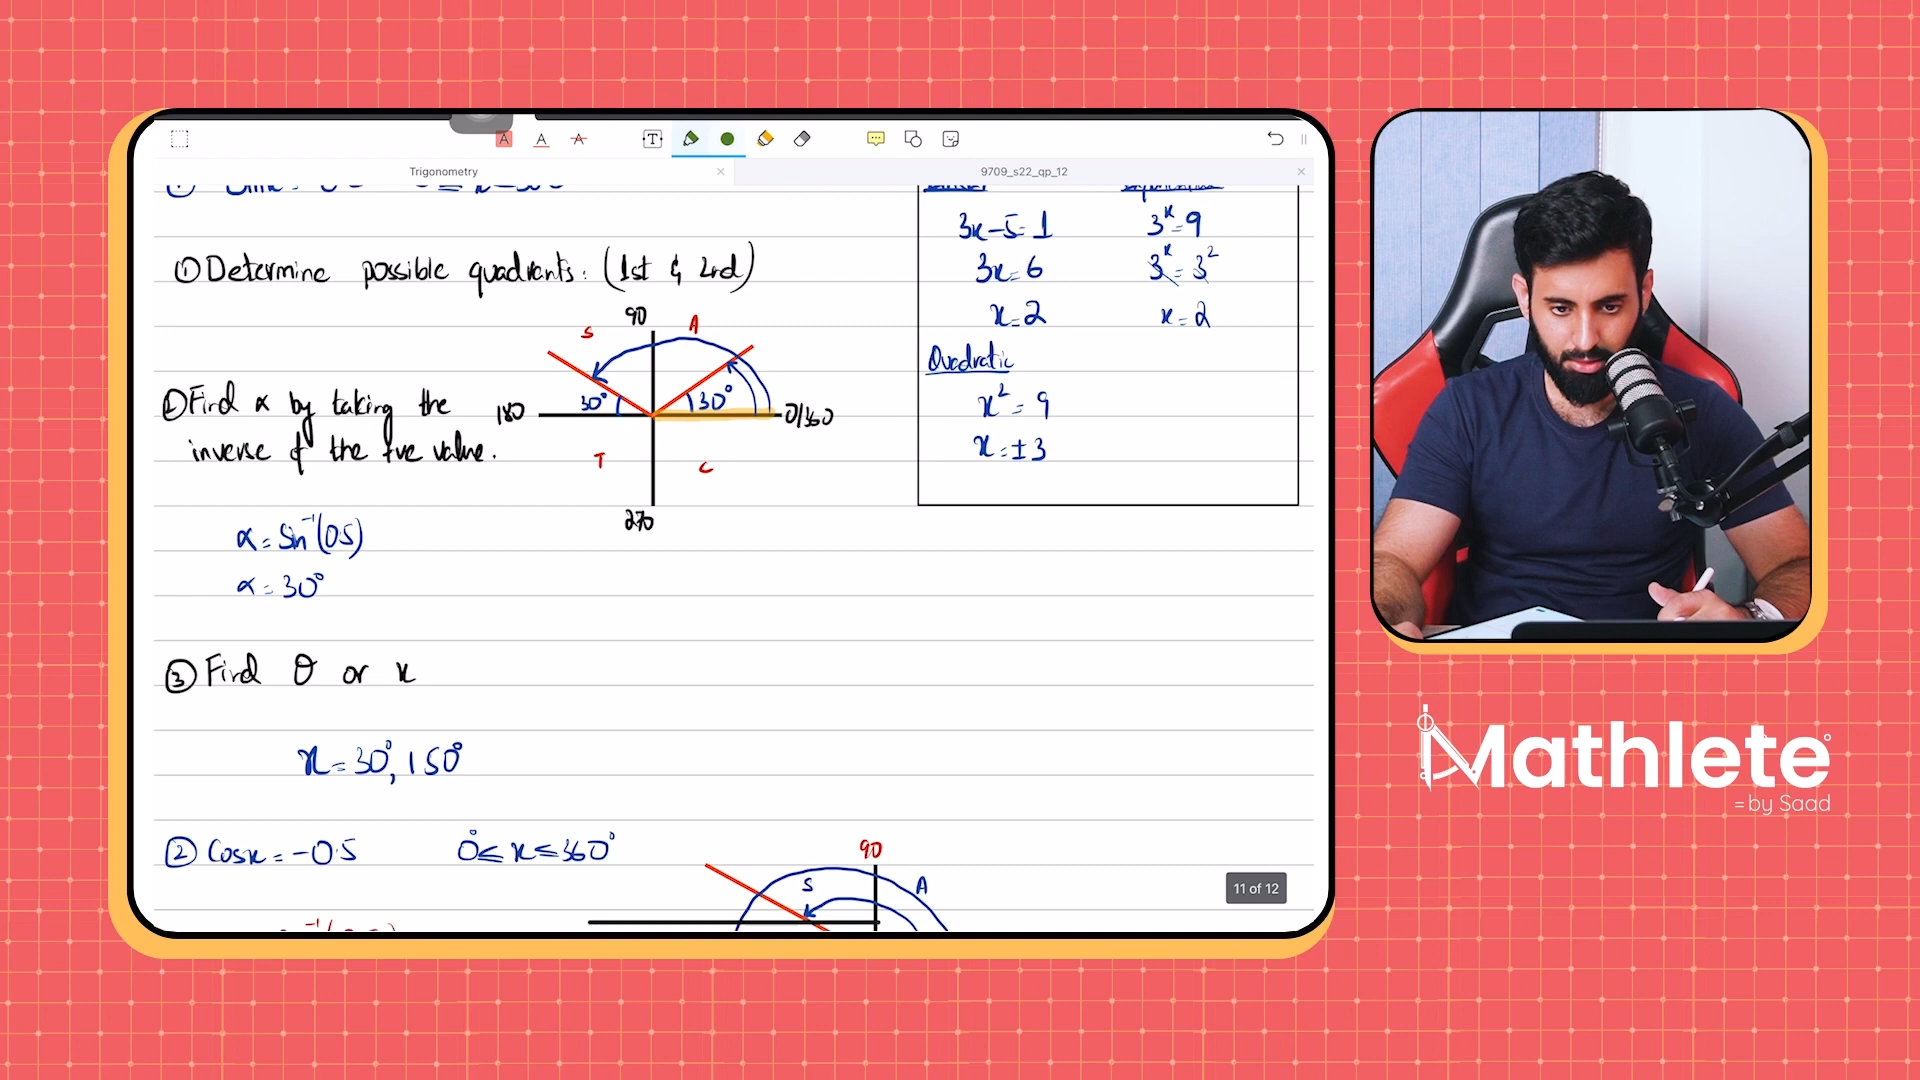 Trigonometry
9709_s22_qp_12
① Determine possible quadrants: (1st & 2nd)
90
S
A
180
30°
30°
0/360
T
C
270
② Find α by taking the
inverse of the +ve value.
α = Sin⁻¹(0.5)
α = 30°
③ Find θ or x
x = 30°, 150°
② Cosx = -0.5 0° ≤ x ≤ 360°
90
S
A
3x-5=1
3x=6
x=2
3ˣ=9
3ˣ=3²
x=2
Quadratic
x²=9
x=±3
11 of 12
Mathlete
=by Saad